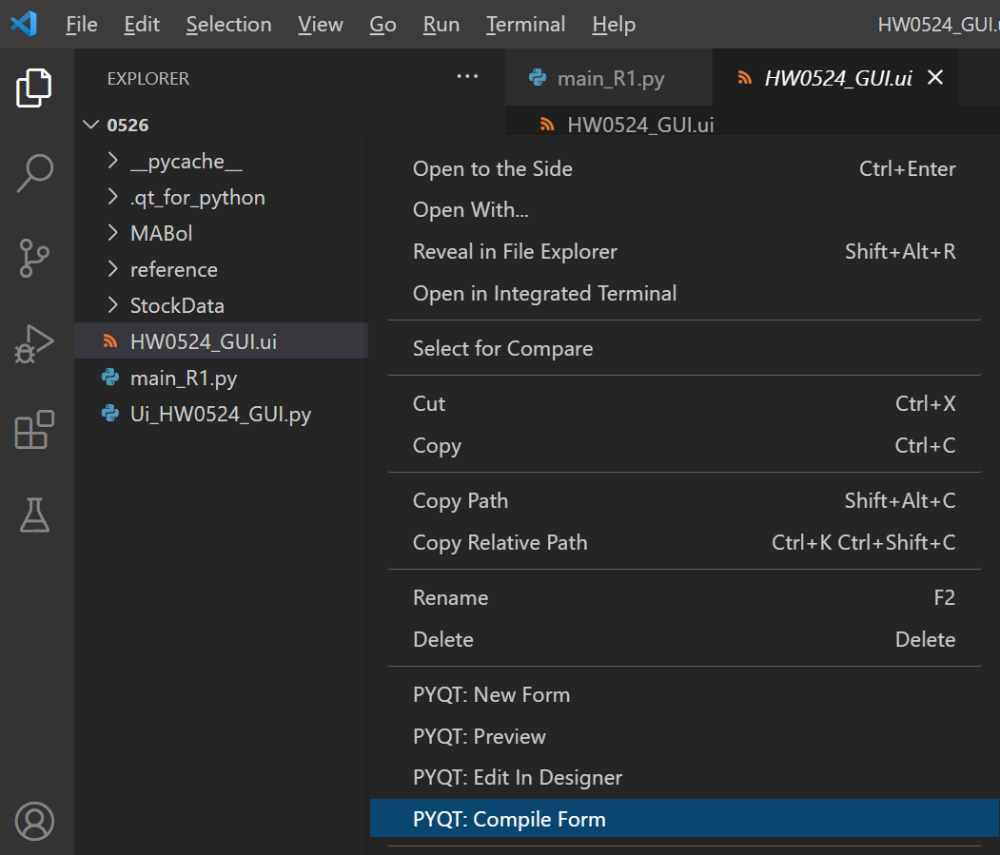 File Edit Selection View Go Run Terminal Help HW0524_GUI.u
EXPLORER
main_R1.py HW0524_GUI.ui
0526
HW0524_GUI.ui
__pycache__
.qt_for_python
MABol
reference
StockData
HW0524_GUI.ui
main_R1.py
Ui_HW0524_GUI.py
Open to the Side Ctrl+Enter
Open With...
Reveal in File Explorer Shift+Alt+R
Open in Integrated Terminal
Select for Compare
Cut Ctrl+X
Copy Ctrl+C
Copy Path Shift+Alt+C
Copy Relative Path Ctrl+K Ctrl+Shift+C
Rename F2
Delete Delete
PYQT: New Form
PYQT: Preview
PYQT: Edit In Designer
PYQT: Compile Form